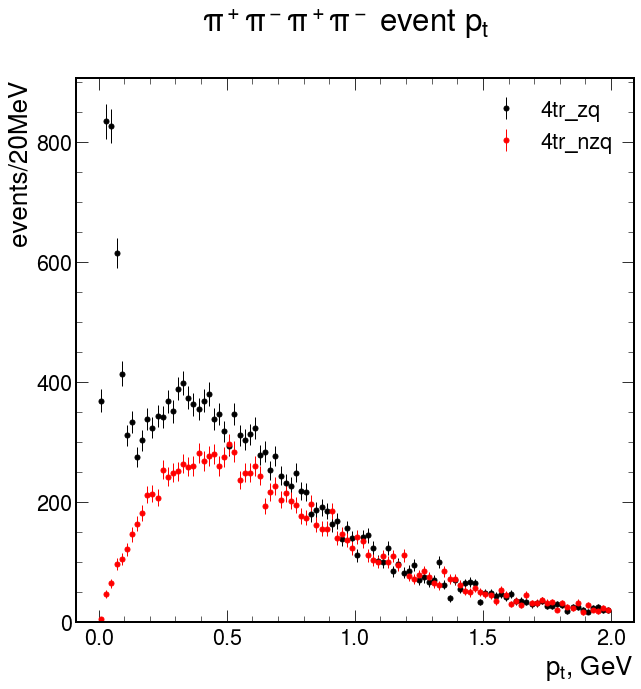 π⁺π⁻π⁺π⁻ event pₜ
events/20MeV
800
600
400
200
0
4tr_zq
4tr_nzq
0.0 0.5 1.0 1.5 2.0
pₜ, GeV